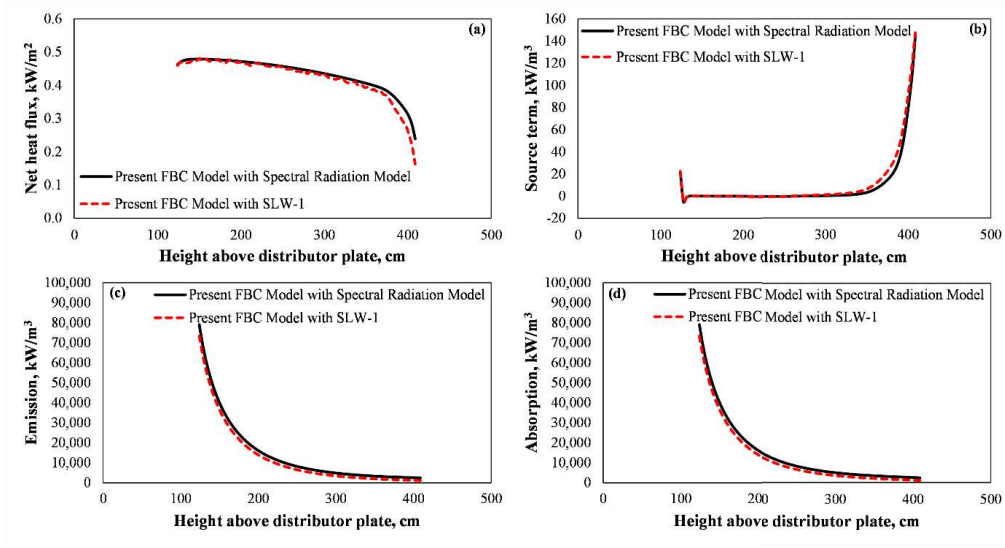 (a)
0.6
0.5
0.4
0.3
0.2
0.1
0.0
Net heat flux, kW/m²
Present FBC Model with Spectral Radiation Model
Present FBC Model with SLW-1
0 100 200 300 400 500
Height above distributor plate, cm
(b)
160
140
120
100
80
60
40
20
0
-20
Source term, kW/m³
Present FBC Model with Spectral Radiation Model
Present FBC Model with SLW-1
0 100 200 300 400 500
Height above distributor plate, cm
(c)
100,000
90,000
80,000
70,000
60,000
50,000
40,000
30,000
20,000
10,000
0
Emission, kW/m³
Present FBC Model with Spectral Radiation Model
Present FBC Model with SLW-1
0 100 200 300 400 500
Height above distributor plate, cm
(d)
100,000
90,000
80,000
70,000
60,000
50,000
40,000
30,000
20,000
10,000
0
Absorption, kW/m³
Present FBC Model with Spectral Radiation Model
Present FBC Model with SLW-1
0 100 200 300 400 500
Height above distributor plate, cm